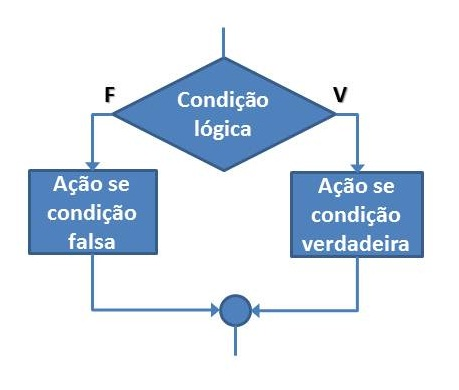 F
V
Condição
lógica
Ação se
condição
falsa
Ação se
condição
verdadeira